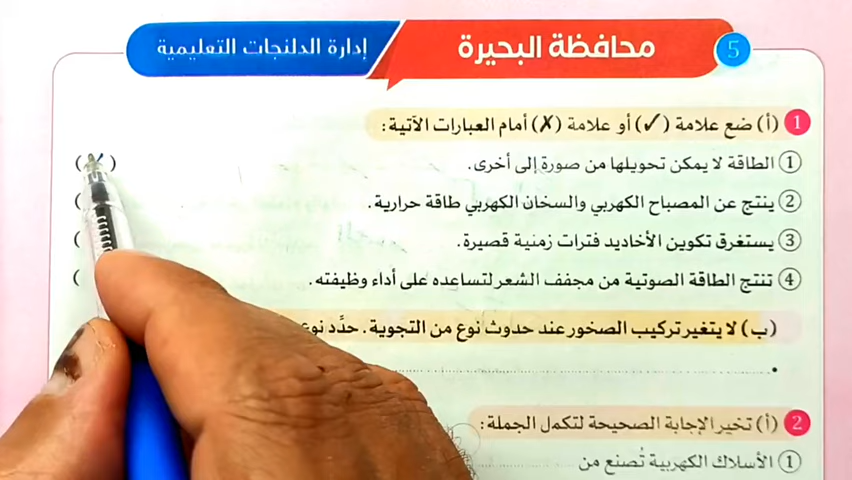 5 محافظة البحيرة إدارة الدلنجات التعليمية
1 (أ) ضع علامة (✓) أو علامة (✗) أمام العبارات الآتية:
1 الطاقة لا يمكن تحويلها من صورة إلى أخرى. ( )
2 ينتج عن المصباح الكهربي والسخان الكهربي طاقة حرارية. (
3 يستغرق تكوين الأخاديد فترات زمنية قصيرة. (
4 تنتج الطاقة الصوتية من مجفف الشعر لتساعده على أداء وظيفته. (
(ب) لا يتغير تركيب الصخور عند حدوث نوع من التجوية. حدَّد نوع
2 (أ) تخير الإجابة الصحيحة لتكمل الجملة:
1 الأسلاك الكهربية تُصنع من